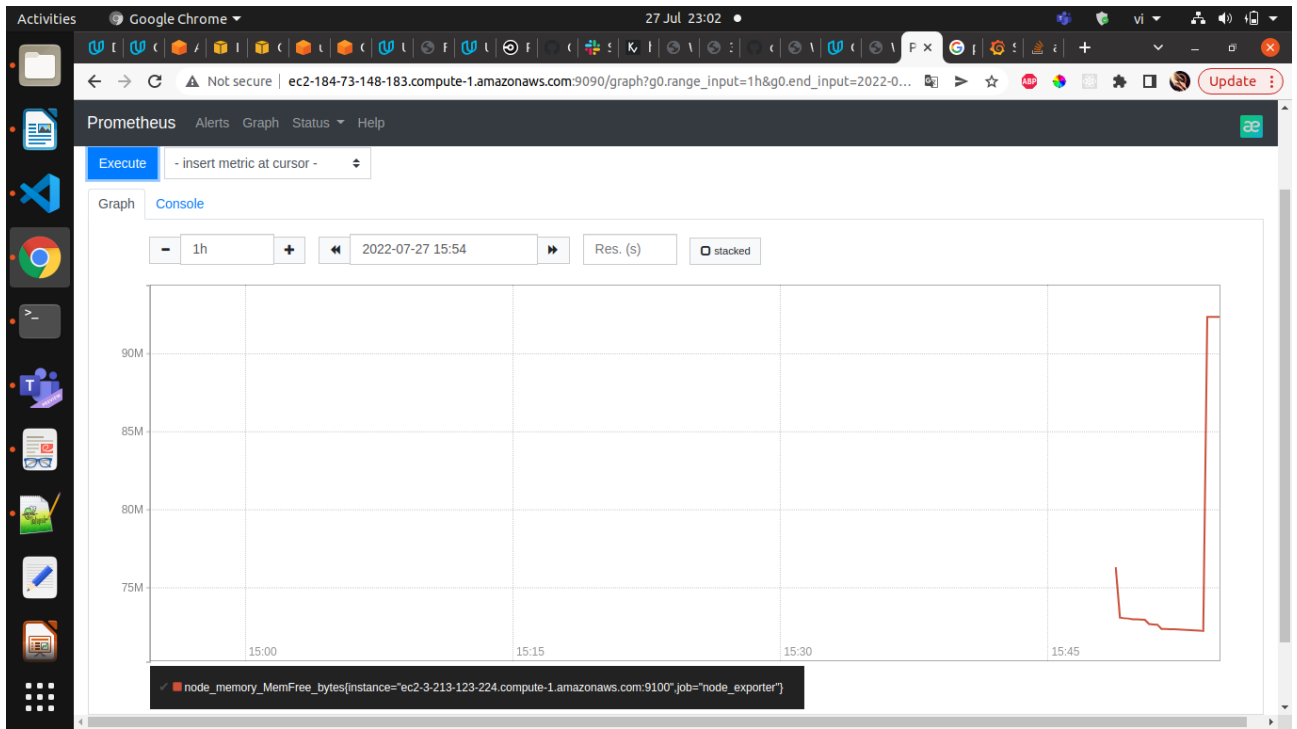 Activities Google Chrome 27 Jul 23:02 vi
Not secure ec2-184-73-148-183.compute-1.amazonaws.com:9090/graph?g0.range_input=1h&g0.end_input=2022-0... ABP Update
Prometheus Alerts Graph Status Help
Execute - insert metric at cursor -
Graph Console
1h 2022-07-27 15:54 Res. (s) stacked
90M
85M
80M
75M
15:00 15:15 15:30 15:45
node_memory_MemFree_bytes{instance="ec2-3-213-123-224.compute-1.amazonaws.com:9100",job="node_exporter"}